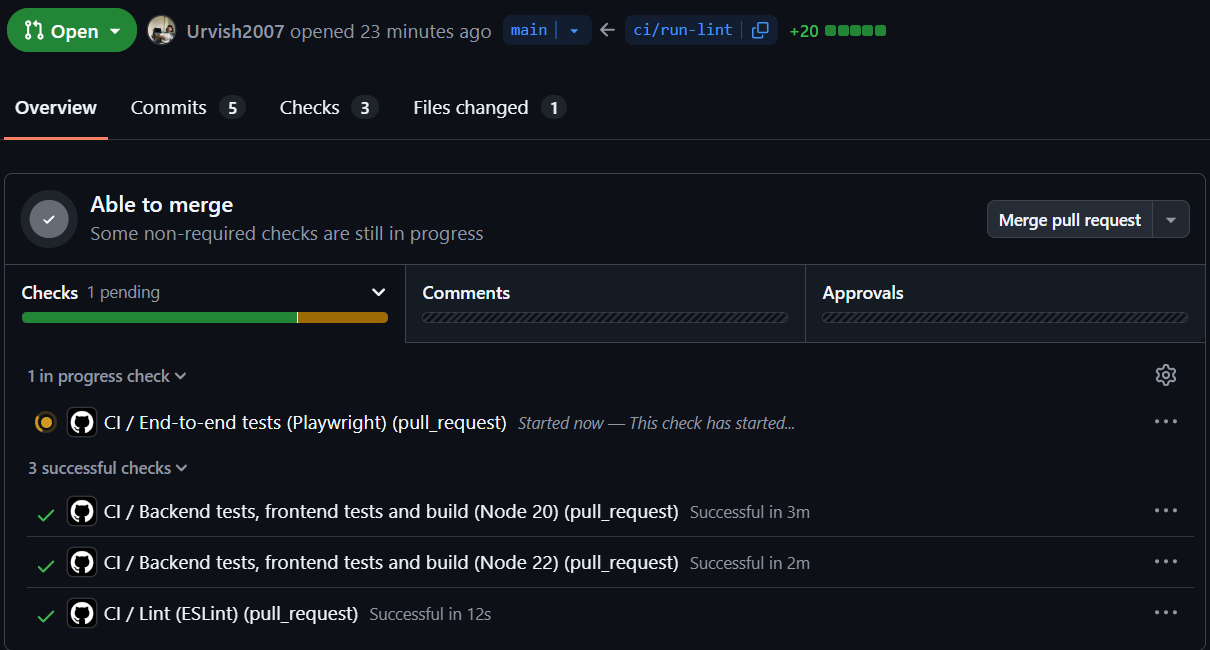 Open Urvish2007 opened 23 minutes ago main ci/run-lint +20
Overview Commits 5 Checks 3 Files changed 1
Able to merge
Some non-required checks are still in progress
Merge pull request
Checks 1 pending
Comments
Approvals
1 in progress check
CI / End-to-end tests (Playwright) (pull_request) Started now — This check has started...
3 successful checks
CI / Backend tests, frontend tests and build (Node 20) (pull_request) Successful in 3m
CI / Backend tests, frontend tests and build (Node 22) (pull_request) Successful in 2m
CI / Lint (ESLint) (pull_request) Successful in 12s